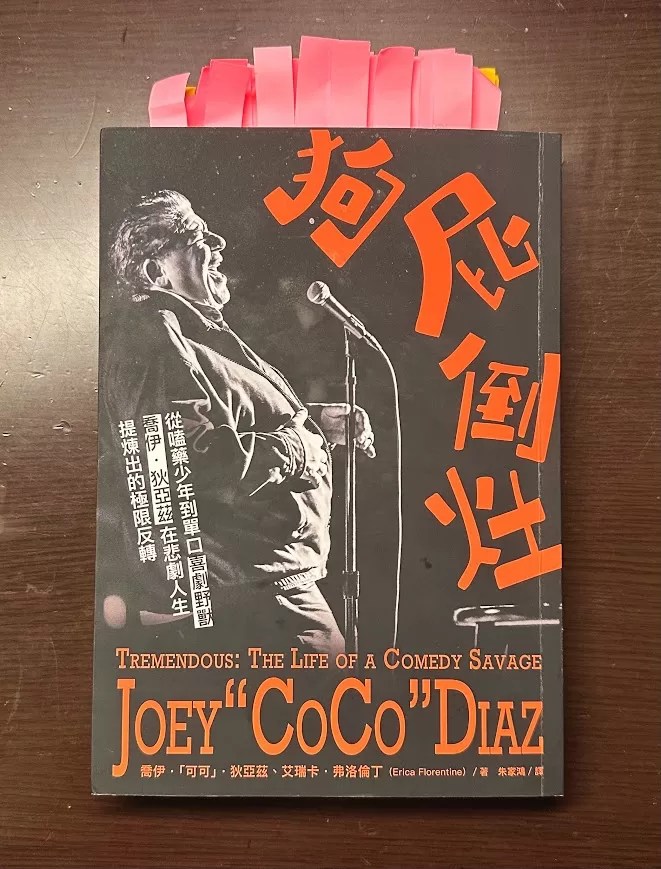 狗屁倒灶
從嗑藥少年到單口喜劇野獸
喬伊·狄亞茲在悲劇人生
提煉出的極限反轉
TREMENDOUS: THE LIFE OF A COMEDY SAVAGE
JOEY “COCO” DIAZ
喬伊·「可可」·狄亞茲、艾瑞卡·弗洛倫丁 (Erica Florentine) / 著 朱家鴻 / 譯